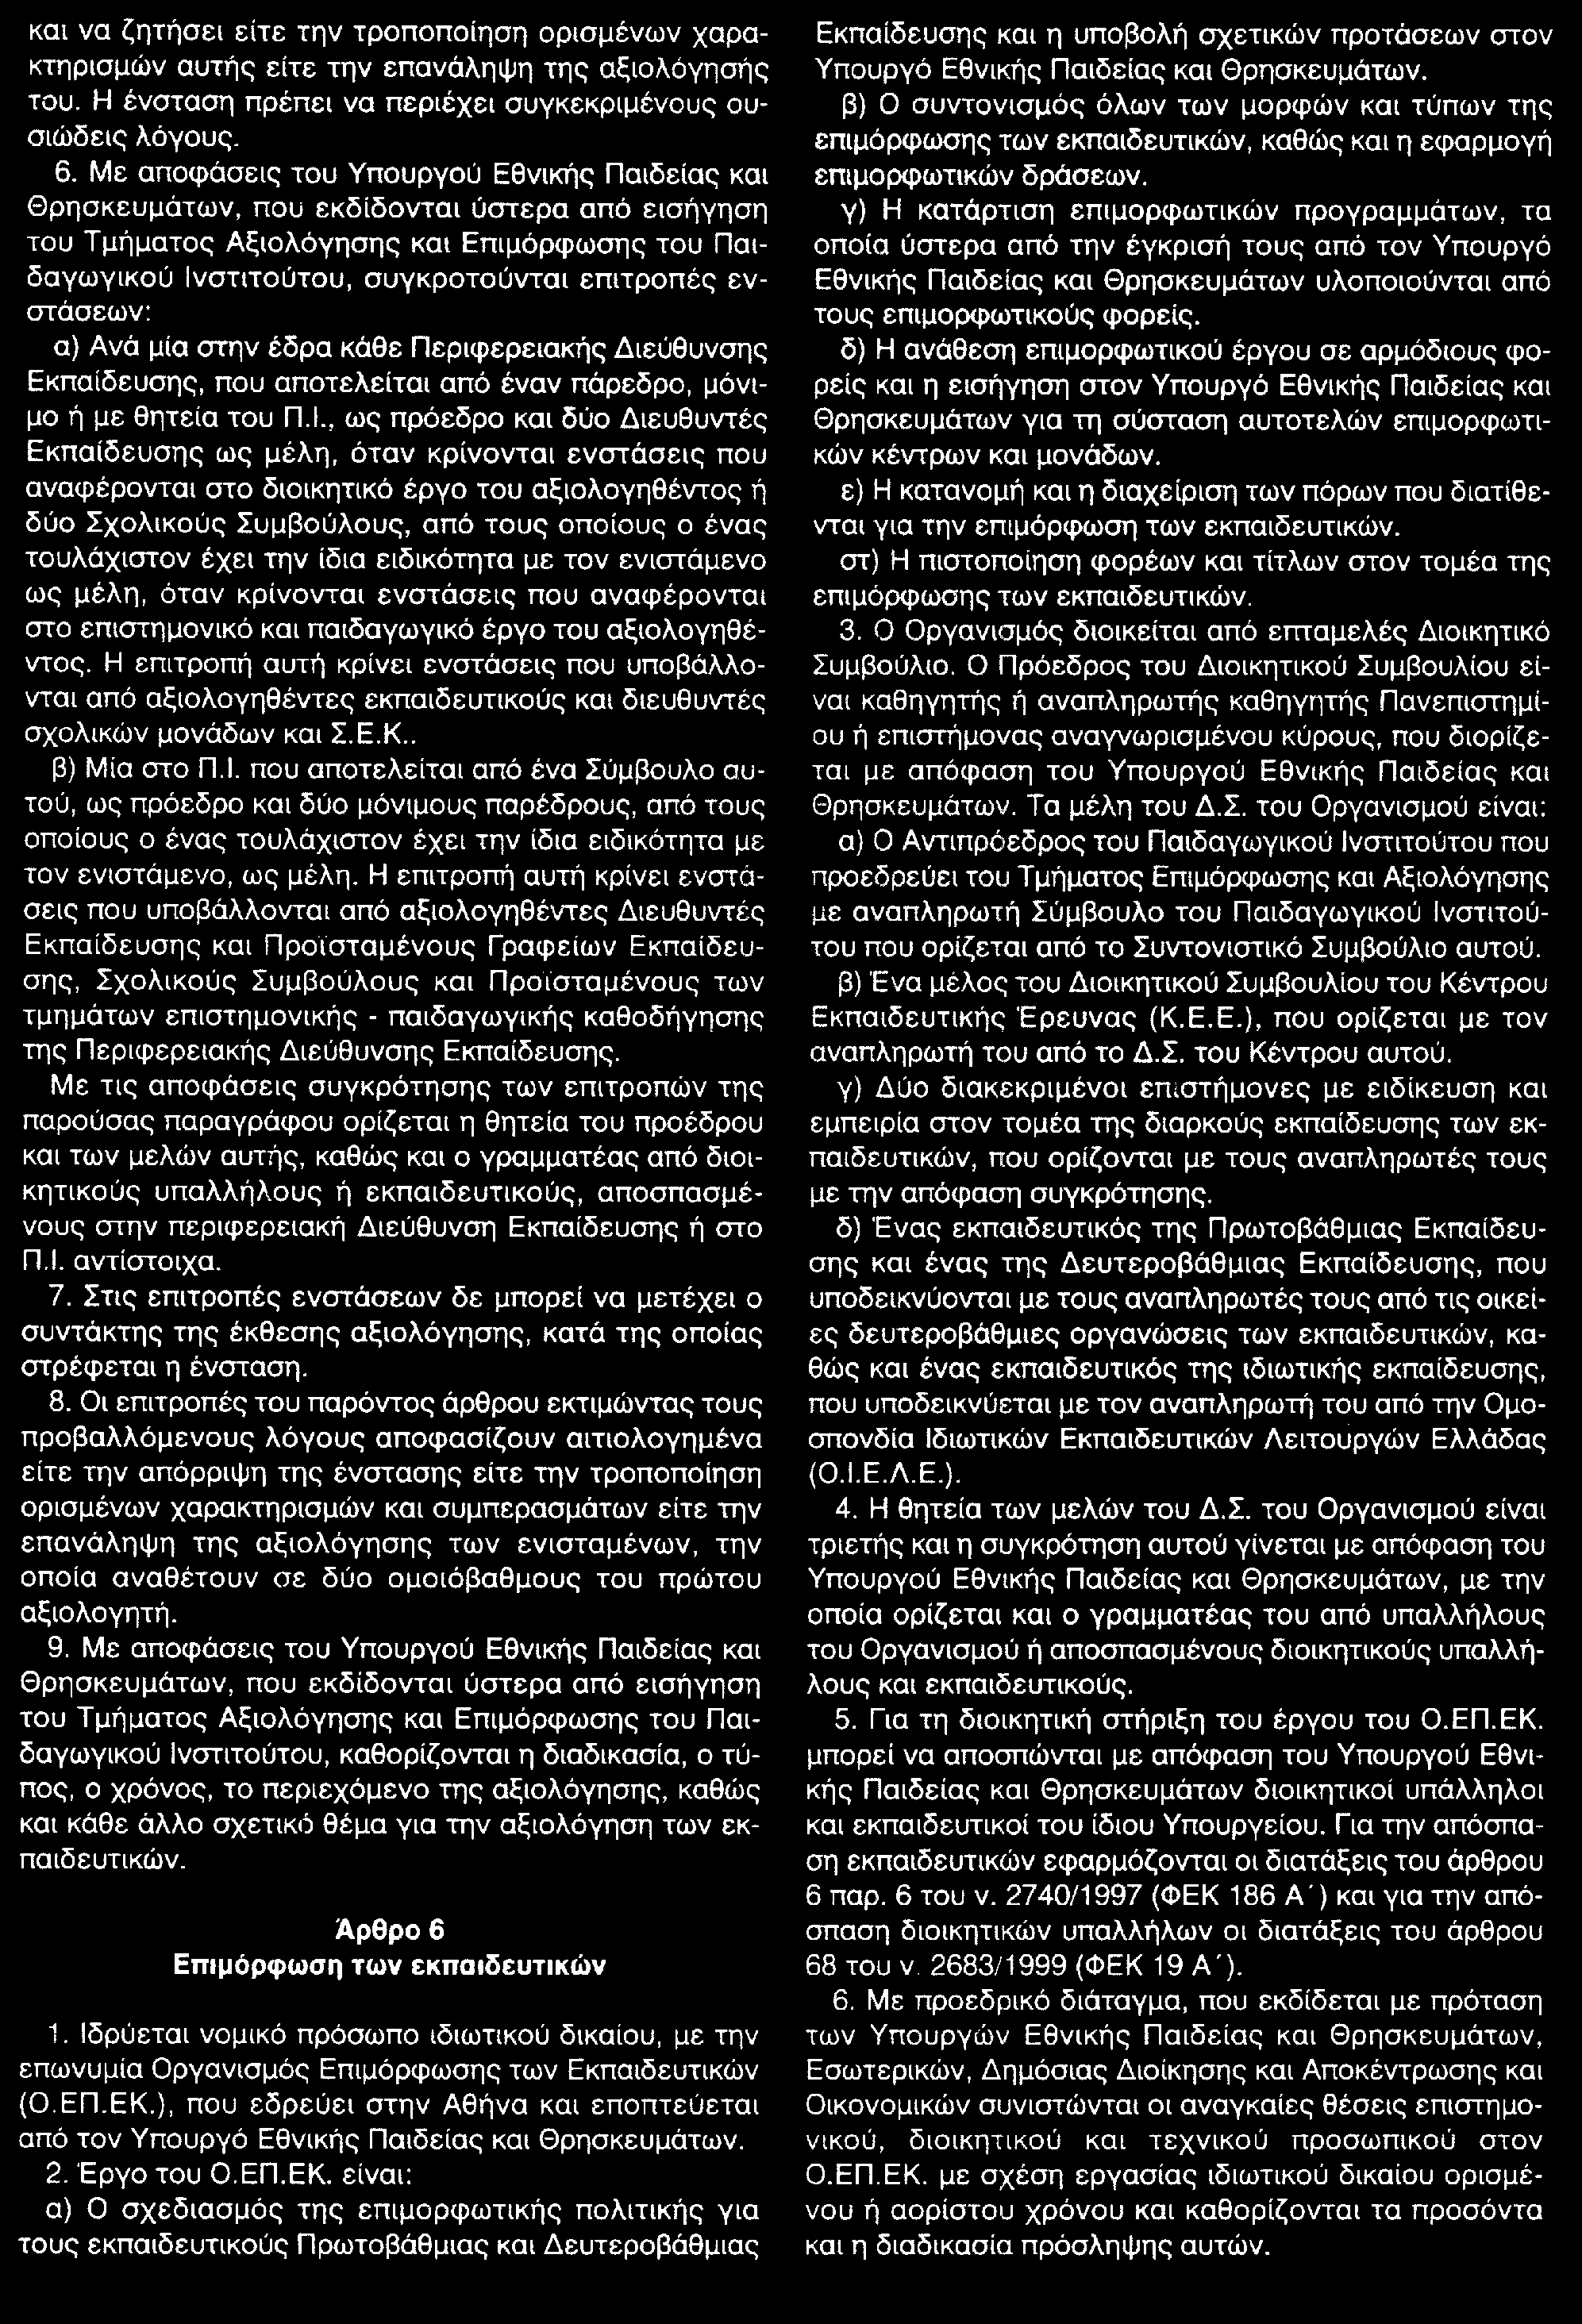 και να ζητήσει είτε την τροποποίηση ορισμένων χαρα-
κτηρισμών αυτής είτε την επανάληψη της αξιολόγησής
του. Η ένσταση πρέπει να περιέχει συγκεκριμένους ου-
σιώδεις λόγους.
6. Με αποφάσεις του Υπουργού Εθνικής Παιδείας και
Θρησκευμάτων, που εκδίδονται ύστερα από εισήγηση
του Τμήματος Αξιολόγησης και Επιμόρφωσης του Παι-
δαγωγικού Ινστιτούτου, συγκροτούνται επιτροπές εν-
στάσεων:
α) Ανά μία στην έδρα κάθε Περιφερειακής Διεύθυνσης
Εκπαίδευσης, που αποτελείται από έναν πάρεδρο, μόνι-
μο ή με θητεία του Π.Ι., ως πρόεδρο και δύο Διευθυντές
Εκπαίδευσης ως μέλη, όταν κρίνονται ενστάσεις που
αναφέρονται στο διοικητικό έργο του αξιολογηθέντος ή
δύο Σχολικούς Συμβούλους, από τους οποίους ο ένας
τουλάχιστον έχει την ίδια ειδικότητα με τον ενιστάμενο
ως μέλη, όταν κρίνονται ενστάσεις που αναφέρονται
στο επιστημονικό και παιδαγωγικό έργο του αξιολογηθέ-
ντος. Η επιτροπή αυτή κρίνει ενστάσεις που υποβάλλο-
νται από αξιολογηθέντες εκπαιδευτικούς και διευθυντές
σχολικών μονάδων και Σ.Ε.Κ..
β) Μία στο Π.Ι. που αποτελείται από ένα Σύμβουλο αυ-
τού, ως πρόεδρο και δύο μόνιμους παρέδρους, από τους
οποίους ο ένας τουλάχιστον έχει την ίδια ειδικότητα με
τον ενιστάμενο, ως μέλη. Η επιτροπή αυτή κρίνει ενστά-
σεις που υποβάλλονται από αξιολογηθέντες Διευθυντές
Εκπαίδευσης και Προϊσταμένους Γραφείων Εκπαίδευ-
σης, Σχολικούς Συμβούλους και Προϊσταμένους των
τμημάτων επιστημονικής - παιδαγωγικής καθοδήγησης
της Περιφερειακής Διεύθυνσης Εκπαίδευσης.
Με τις αποφάσεις συγκρότησης των επιτροπών της
παρούσας παραγράφου ορίζεται η θητεία του προέδρου
και των μελών αυτής, καθώς και ο γραμματέας από διοι-
κητικούς υπαλλήλους ή εκπαιδευτικούς, αποσπασμέ-
νους στην περιφερειακή Διεύθυνση Εκπαίδευσης ή στο
Π.Ι. αντίστοιχα.
7. Στις επιτροπές ενστάσεων δε μπορεί να μετέχει ο
συντάκτης της έκθεσης αξιολόγησης, κατά της οποίας
στρέφεται η ένσταση.
8. Οι επιτροπές του παρόντος άρθρου εκτιμώντας τους
προβαλλόμενους λόγους αποφασίζουν αιτιολογημένα
είτε την απόρριψη της ένστασης είτε την τροποποίηση
ορισμένων χαρακτηρισμών και συμπερασμάτων είτε την
επανάληψη της αξιολόγησης των ενισταμένων, την
οποία αναθέτουν σε δύο ομοιόβαθμους του πρώτου
αξιολογητή.
9. Με αποφάσεις του Υπουργού Εθνικής Παιδείας και
Θρησκευμάτων, που εκδίδονται ύστερα από εισήγηση
του Τμήματος Αξιολόγησης και Επιμόρφωσης του Παι-
δαγωγικού Ινστιτούτου, καθορίζονται η διαδικασία, ο τύ-
πος, ο χρόνος, το περιεχόμενο της αξιολόγησης, καθώς
και κάθε άλλο σχετικό θέμα για την αξιολόγηση των εκ-
παιδευτικών.
Άρθρο 6
Επιμόρφωση των εκπαιδευτικών
1. Ιδρύεται νομικό πρόσωπο ιδιωτικού δικαίου, με την
επωνυμία Οργανισμός Επιμόρφωσης των Εκπαιδευτικών
(Ο.ΕΠ.ΕΚ.), που εδρεύει στην Αθήνα και εποπτεύεται
από τον Υπουργό Εθνικής Παιδείας και Θρησκευμάτων.
2. Έργο του Ο.ΕΠ.ΕΚ. είναι:
α) Ο σχεδιασμός της επιμορφωτικής πολιτικής για
τους εκπαιδευτικούς Πρωτοβάθμιας και Δευτεροβάθμιας
Εκπαίδευσης και η υποβολή σχετικών προτάσεων στον
Υπουργό Εθνικής Παιδείας και Θρησκευμάτων.
β) Ο συντονισμός όλων των μορφών και τύπων της
επιμόρφωσης των εκπαιδευτικών, καθώς και η εφαρμογή
επιμορφωτικών δράσεων.
γ) Η κατάρτιση επιμορφωτικών προγραμμάτων, τα
οποία ύστερα από την έγκρισή τους από τον Υπουργό
Εθνικής Παιδείας και Θρησκευμάτων υλοποιούνται από
τους επιμορφωτικούς φορείς.
δ) Η ανάθεση επιμορφωτικού έργου σε αρμόδιους φο-
ρείς και η εισήγηση στον Υπουργό Εθνικής Παιδείας και
Θρησκευμάτων για τη σύσταση αυτοτελών επιμορφωτι-
κών κέντρων και μονάδων.
ε) Η κατανομή και η διαχείριση των πόρων που διατίθε-
νται για την επιμόρφωση των εκπαιδευτικών.
στ) Η πιστοποίηση φορέων και τίτλων στον τομέα της
επιμόρφωσης των εκπαιδευτικών.
3. Ο Οργανισμός διοικείται από επταμελές Διοικητικό
Συμβούλιο. Ο Πρόεδρος του Διοικητικού Συμβουλίου εί-
ναι καθηγητής ή αναπληρωτής καθηγητής Πανεπιστημί-
ου ή επιστήμονας αναγνωρισμένου κύρους, που διορίζε-
ται με απόφαση του Υπουργού Εθνικής Παιδείας και
Θρησκευμάτων. Τα μέλη του Δ.Σ. του Οργανισμού είναι:
α) Ο Αντιπρόεδρος του Παιδαγωγικού Ινστιτούτου που
προεδρεύει του Τμήματος Επιμόρφωσης και Αξιολόγησης
με αναπληρωτή Σύμβουλο του Παιδαγωγικού Ινστιτού-
του που ορίζεται από το Συντονιστικό Συμβούλιο αυτού.
β) Ένα μέλος του Διοικητικού Συμβουλίου του Κέντρου
Εκπαιδευτικής Έρευνας (Κ.Ε.Ε.), που ορίζεται με τον
αναπληρωτή του από το Δ.Σ. του Κέντρου αυτού.
γ) Δύο διακεκριμένοι επιστήμονες με ειδίκευση και
εμπειρία στον τομέα της διαρκούς εκπαίδευσης των εκ-
παιδευτικών, που ορίζονται με τους αναπληρωτές τους
με την απόφαση συγκρότησης.
δ) Ένας εκπαιδευτικός της Πρωτοβάθμιας Εκπαίδευ-
σης και ένας της Δευτεροβάθμιας Εκπαίδευσης, που
υποδεικνύονται με τους αναπληρωτές τους από τις οικεί-
ες δευτεροβάθμιες οργανώσεις των εκπαιδευτικών, κα-
θώς και ένας εκπαιδευτικός της ιδιωτικής εκπαίδευσης,
που υποδεικνύεται με τον αναπληρωτή του από την Ομο-
σπονδία Ιδιωτικών Εκπαιδευτικών Λειτουργών Ελλάδας
(Ο.Ι.Ε.Λ.Ε.).
4. Η θητεία των μελών του Δ.Σ. του Οργανισμού είναι
τριετής και η συγκρότηση αυτού γίνεται με απόφαση του
Υπουργού Εθνικής Παιδείας και Θρησκευμάτων, με την
οποία ορίζεται και ο γραμματέας του από υπαλλήλους
του Οργανισμού ή αποσπασμένους διοικητικούς υπαλλή-
λους και εκπαιδευτικούς.
5. Για τη διοικητική στήριξη του έργου του Ο.ΕΠ.ΕΚ.
μπορεί να αποσπώνται με απόφαση του Υπουργού Εθνι-
κής Παιδείας και Θρησκευμάτων διοικητικοί υπάλληλοι
και εκπαιδευτικοί του ίδιου Υπουργείου. Για την απόσπα-
ση εκπαιδευτικών εφαρμόζονται οι διατάξεις του άρθρου
6 παρ. 6 του ν. 2740/1997 (ΦΕΚ 186 Α΄) και για την από-
σπαση διοικητικών υπαλλήλων οι διατάξεις του άρθρου
68 του ν. 2683/1999 (ΦΕΚ 19 Α΄).
6. Με προεδρικό διάταγμα, που εκδίδεται με πρόταση
των Υπουργών Εθνικής Παιδείας και Θρησκευμάτων,
Εσωτερικών, Δημόσιας Διοίκησης και Αποκέντρωσης και
Οικονομικών συνιστώνται οι αναγκαίες θέσεις επιστημο-
νικού, διοικητικού και τεχνικού προσωπικού στον
Ο.ΕΠ.ΕΚ. με σχέση εργασίας ιδιωτικού δικαίου ορισμέ-
νου ή αορίστου χρόνου και καθορίζονται τα προσόντα
και η διαδικασία πρόσληψης αυτών.